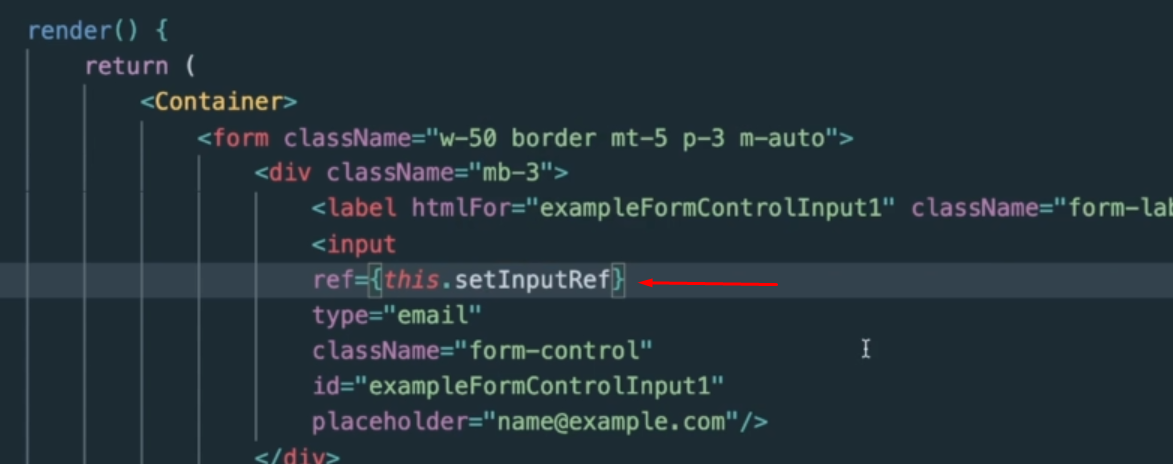 render() {
return (
<Container>
<form className="w-50 border mt-5 p-3 m-auto">
<div className="mb-3">
<label htmlFor="exampleFormControlInput1" className="form-lab
<input
ref={this.setInputRef}
type="email"
className="form-control"
id="exampleFormControlInput1"
placeholder="name@example.com"/>
</div>